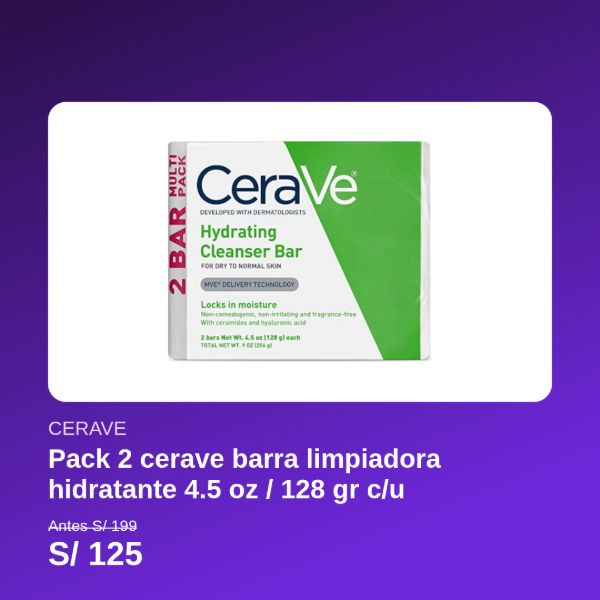 2 BAR MULTI PACK
CeraVe®
DEVELOPED WITH DERMATOLOGISTS
Hydrating
Cleanser Bar
FOR DRY TO NORMAL SKIN
MVE® DELIVERY TECHNOLOGY
Locks in moisture
Non-comedogenic, non-irritating and fragrance-free
With ceramides and hyaluronic acid
2 bars Net Wt. 4.5 oz (128 g) each
TOTAL NET WT. 9 OZ (256 g)
CERAVE
Pack 2 cerave barra limpiadora
hidratante 4.5 oz / 128 gr c/u
Antes S/ 199
S/ 125